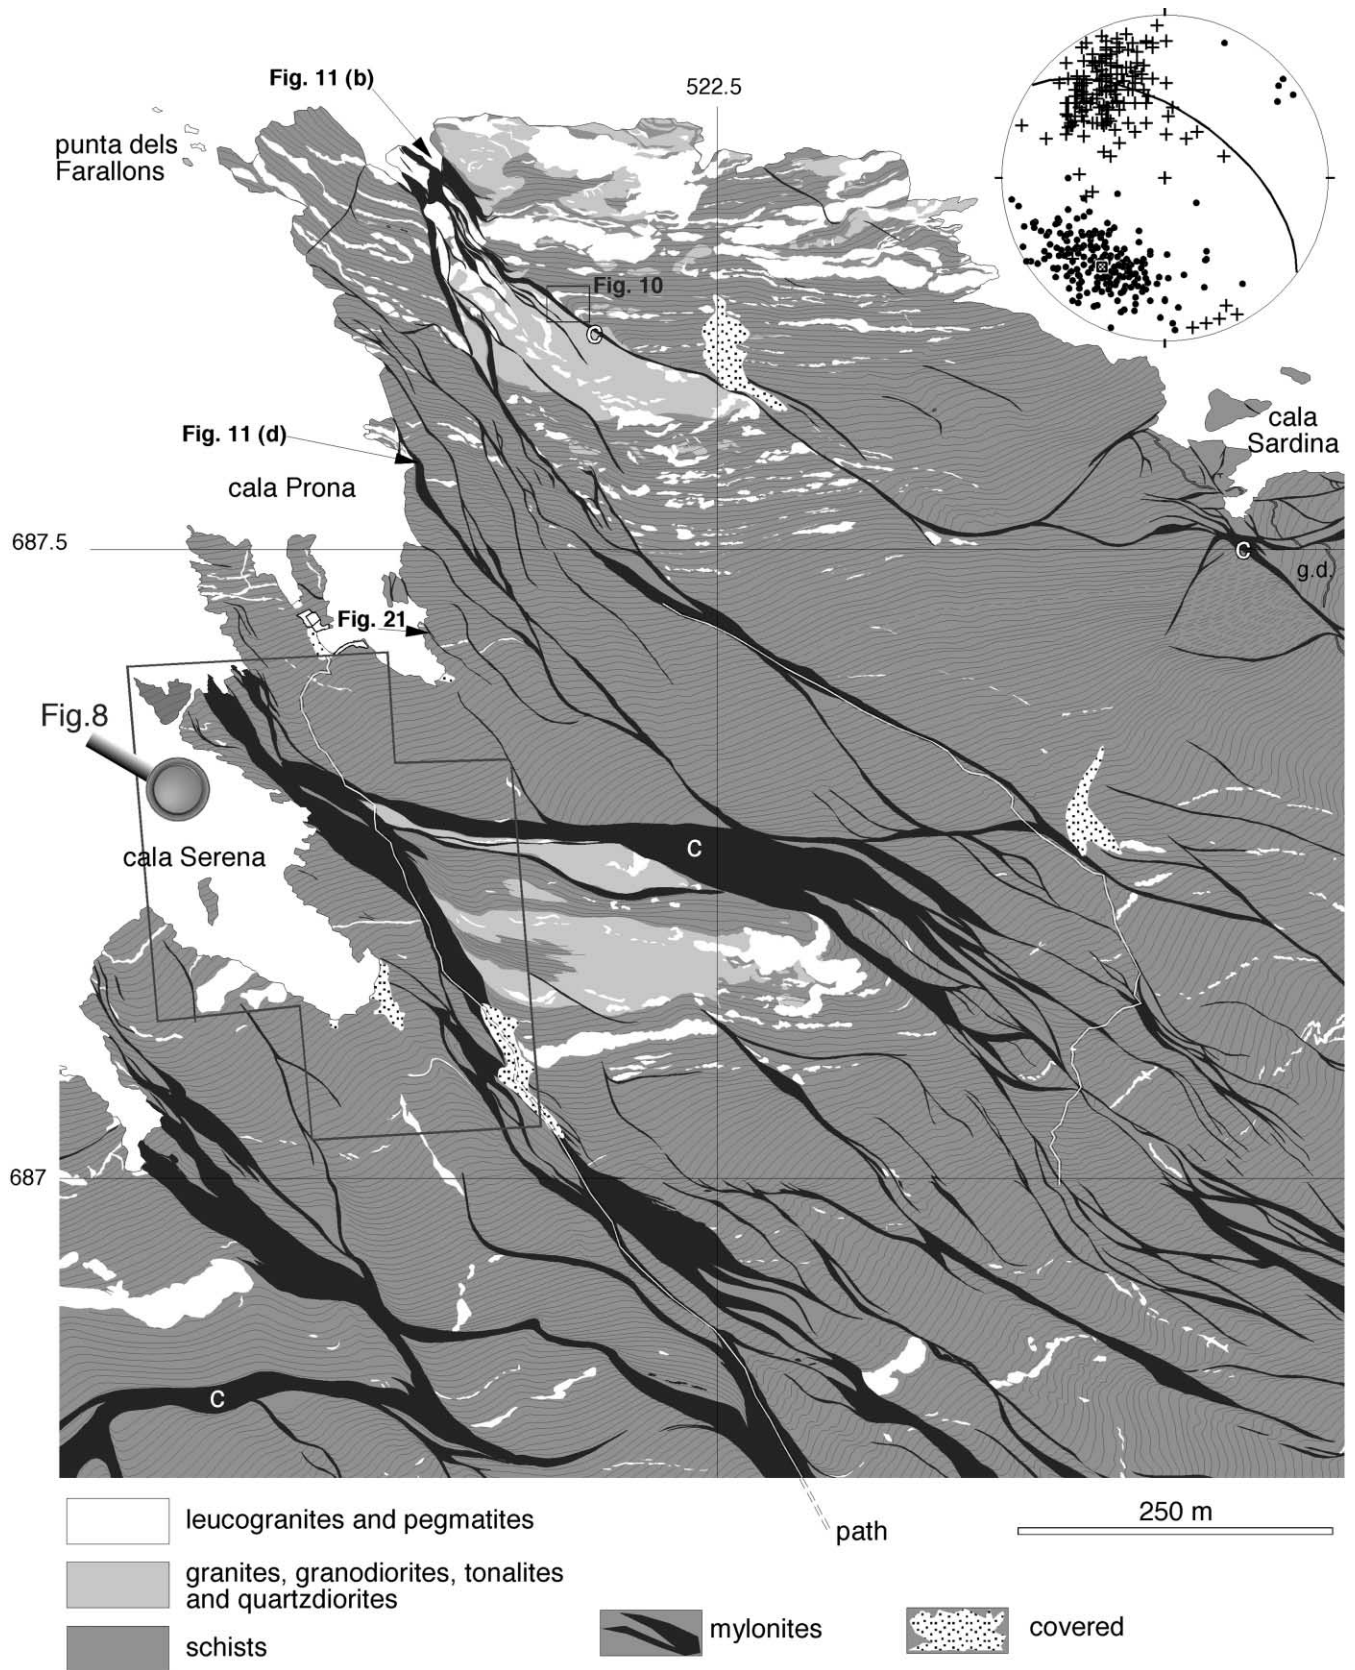 Fig. 11 (b)
522.5
punta dels
Farallons
Fig. 10
C
Fig. 11 (d)
cala
Sardina
cala Prona
687.5
C
g.d.
Fig. 21
Fig.8
cala Serena
C
687
C
leucogranites and pegmatites
250 m
path
granites, granodiorites, tonalites
and quartzdiorites
mylonites
covered
schists